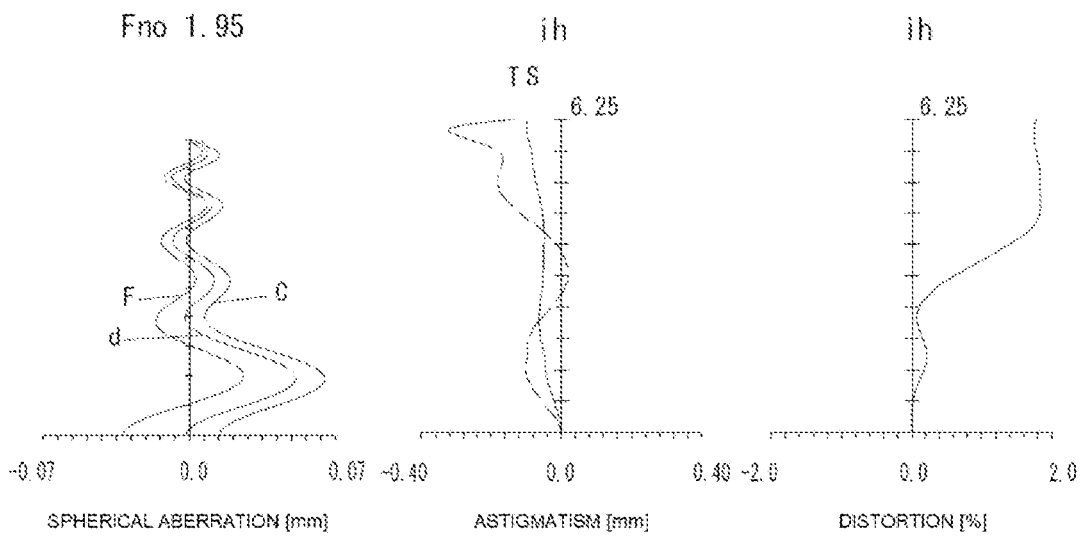 Fno 1.95
ih
ih
T S
6.25
6.25
F
C
d
-0.07
0.0
0.07
-0.40
0.0
0.40
-2.0
0.0
2.0
SPHERICAL ABERRATION [mm]
ASTIGMATISM [mm]
DISTORTION [%]